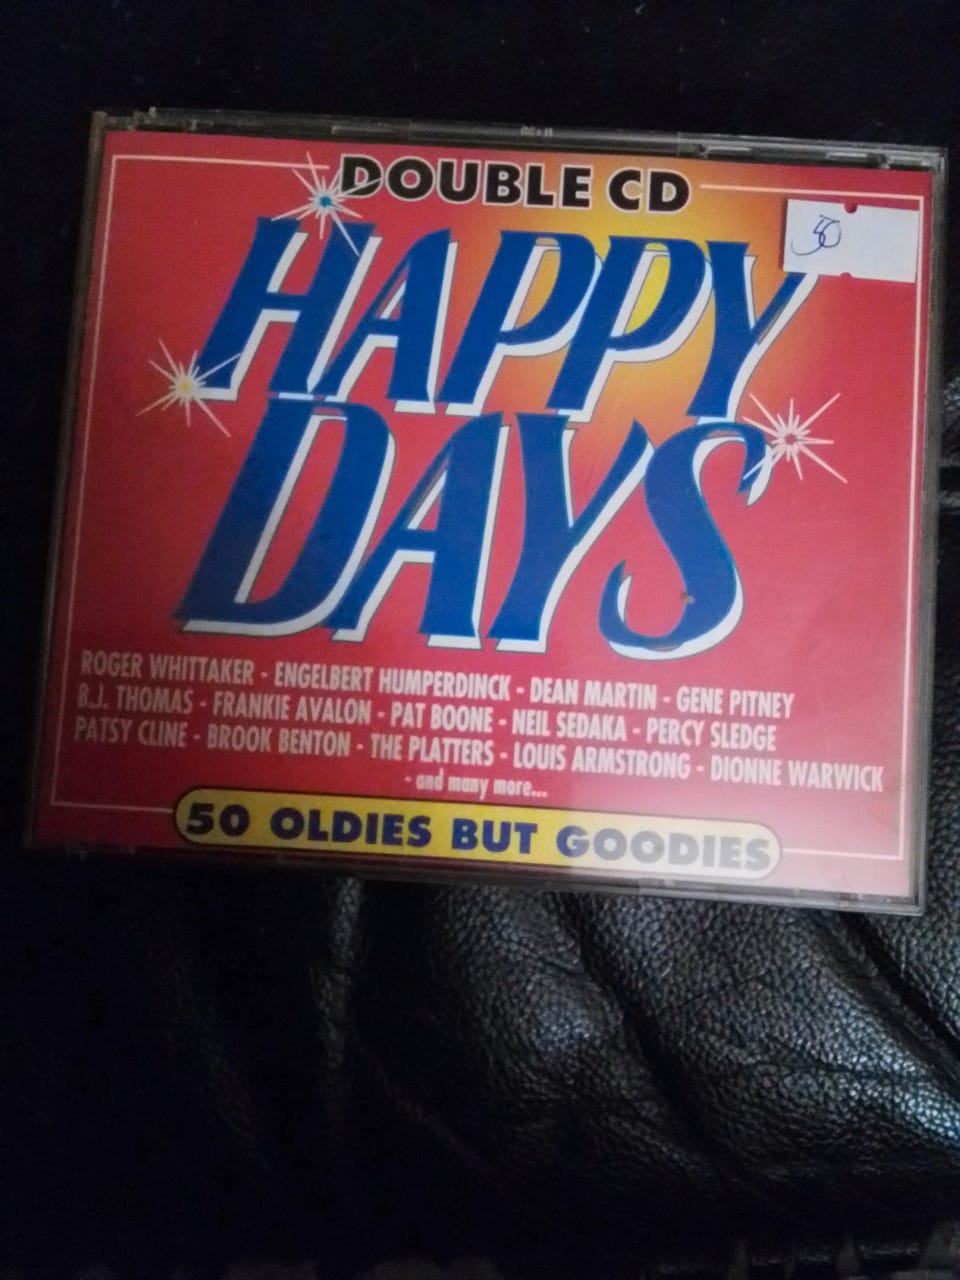 DOUBLE CD
50
HAPPY
DAYS
ROGER WHITTAKER - ENGELBERT HUMPERDINCK - DEAN MARTIN - GENE PITNEY
B.J. THOMAS - FRANKIE AVALON - PAT BOONE - NEIL SEDAKA - PERCY SLEDGE
PATSY CLINE - BROOK BENTON - THE PLATTERS - LOUIS ARMSTRONG - DIONNE WARWICK
- and many more...
50 OLDIES BUT GOODIES